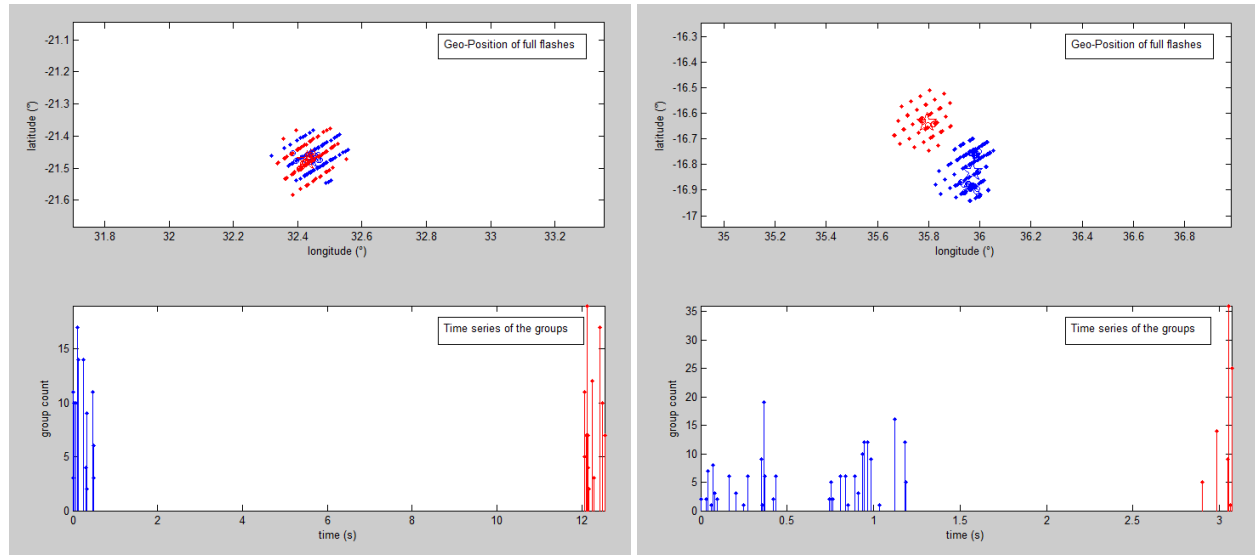 Geo-Position of full flashes
latitude (°)
-21.1
-21.2
-21.3
-21.4
-21.5
-21.6
31.8 32 32.2 32.4 32.6 32.8 33 33.2
longitude (°)
Time series of the groups
group count
15
10
5
0
0 2 4 6 8 10 12
time (s)
Geo-Position of full flashes
latitude (°)
-16.3
-16.4
-16.5
-16.6
-16.7
-16.8
-16.9
-17
35 35.2 35.4 35.6 35.8 36 36.2 36.4 36.6 36.8
longitude (°)
Time series of the groups
group count
35
30
25
20
15
10
5
0
0 0.5 1 1.5 2 2.5 3
time (s)